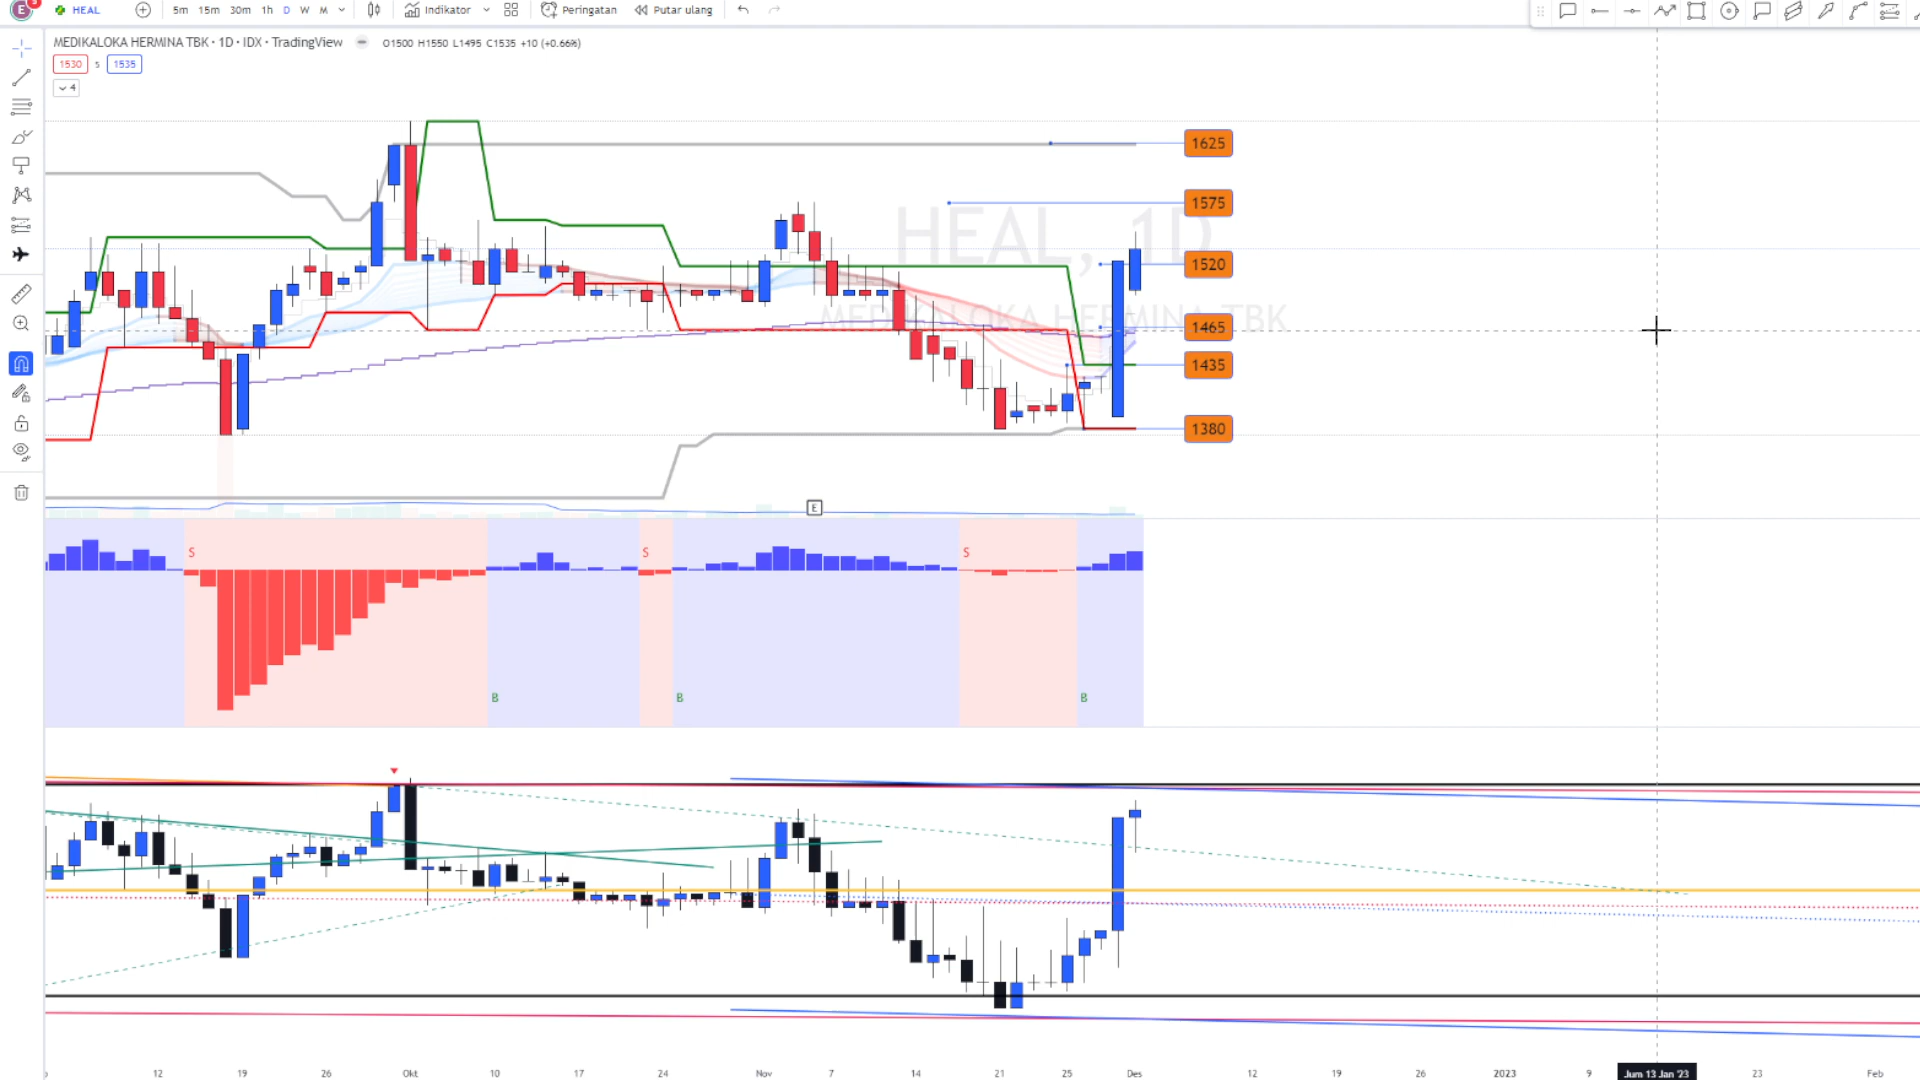 E 5 HEAL 5m 15m 30m 1h D W M Indikator Peringatan Putar ulang
MEDIKALOKA HERMINA TBK · 1D · IDX · TradingView O1500 H1550 L1495 C1535 +10 (+0.66%)
1530 5 1535
4
1625
1575
HEAL, 1D
1520
MEDIKALOKA HERMINA TBK
1465
1435
1380
E
S S S
B B B
12 19 26 Okt 10 17 24 Nov 7 14 21 25 Des 12 19 26 2023 9 Jum 13 Jan '23 23 Feb